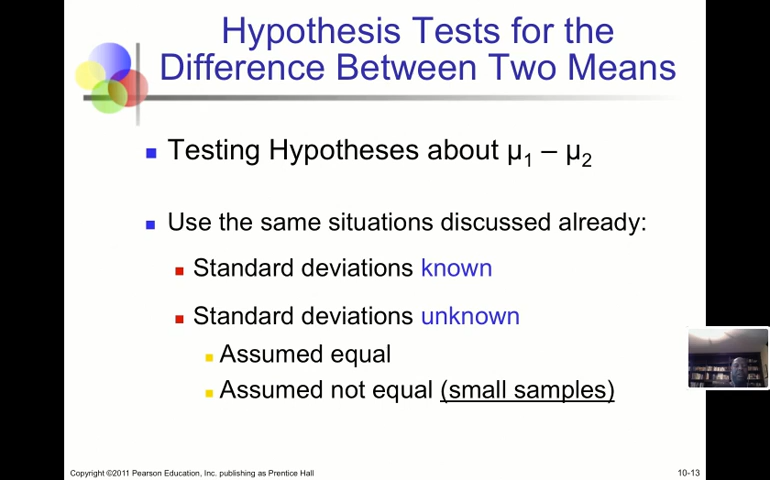 Hypothesis Tests for the
Difference Between Two Means
Testing Hypotheses about μ₁ – μ₂
Use the same situations discussed already:
Standard deviations known
Standard deviations unknown
Assumed equal
Assumed not equal (small samples)
Copyright ©2011 Pearson Education, Inc. publishing as Prentice Hall
10-13